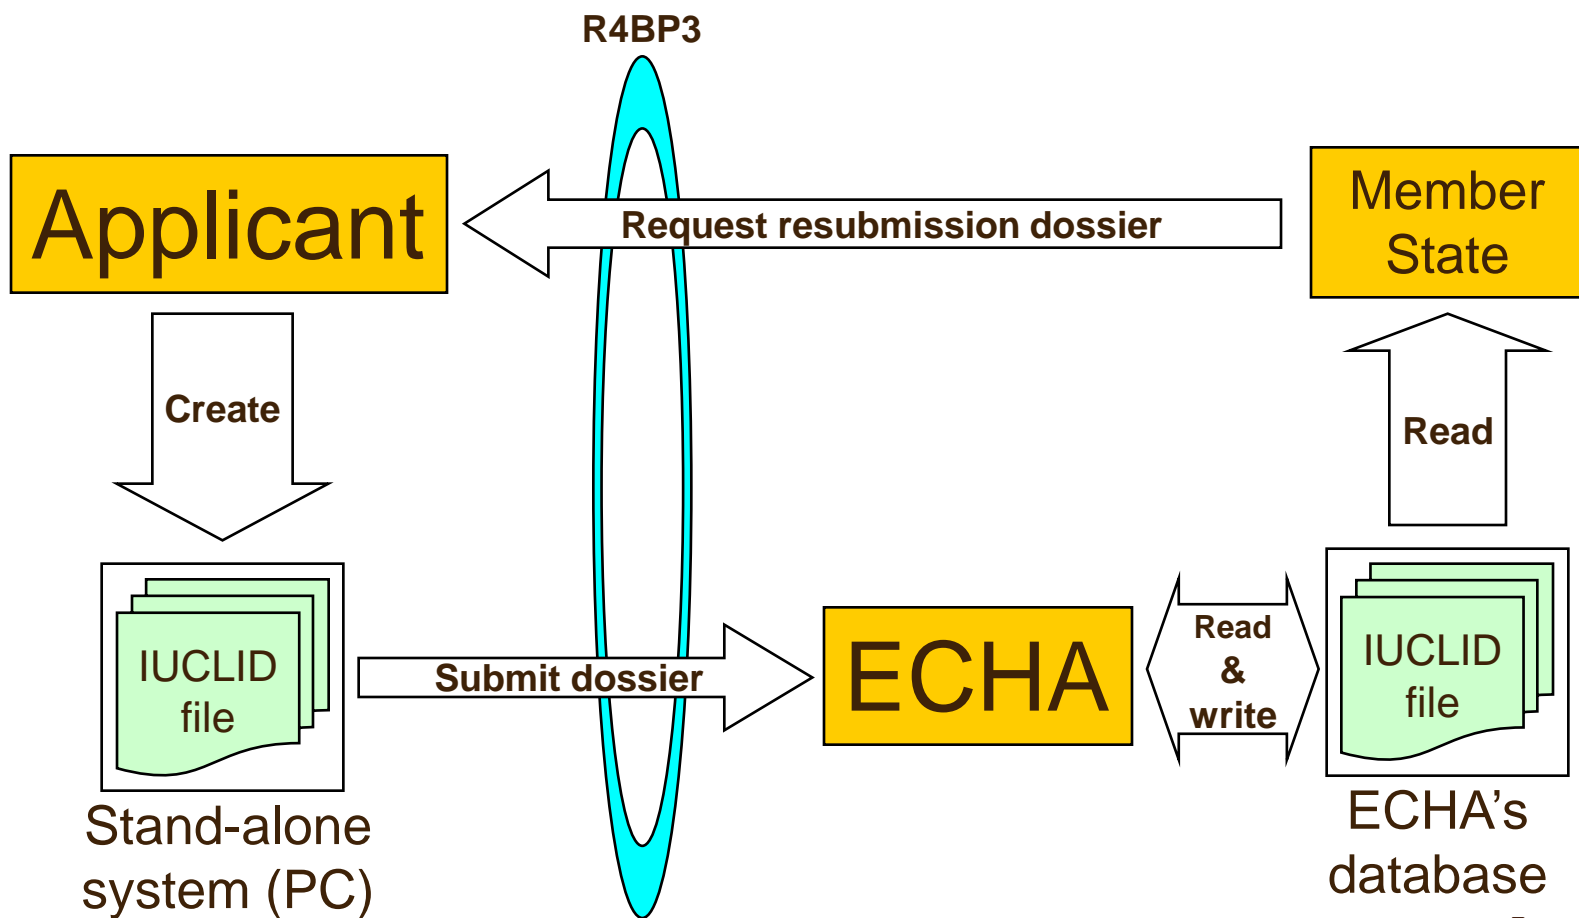 R4BP3
Applicant
Request resubmission dossier
Member
State
Create
Read
IUCLID
file
Submit dossier
ECHA
Read
&
write
IUCLID
file
Stand-alone
system (PC)
ECHA’s
database